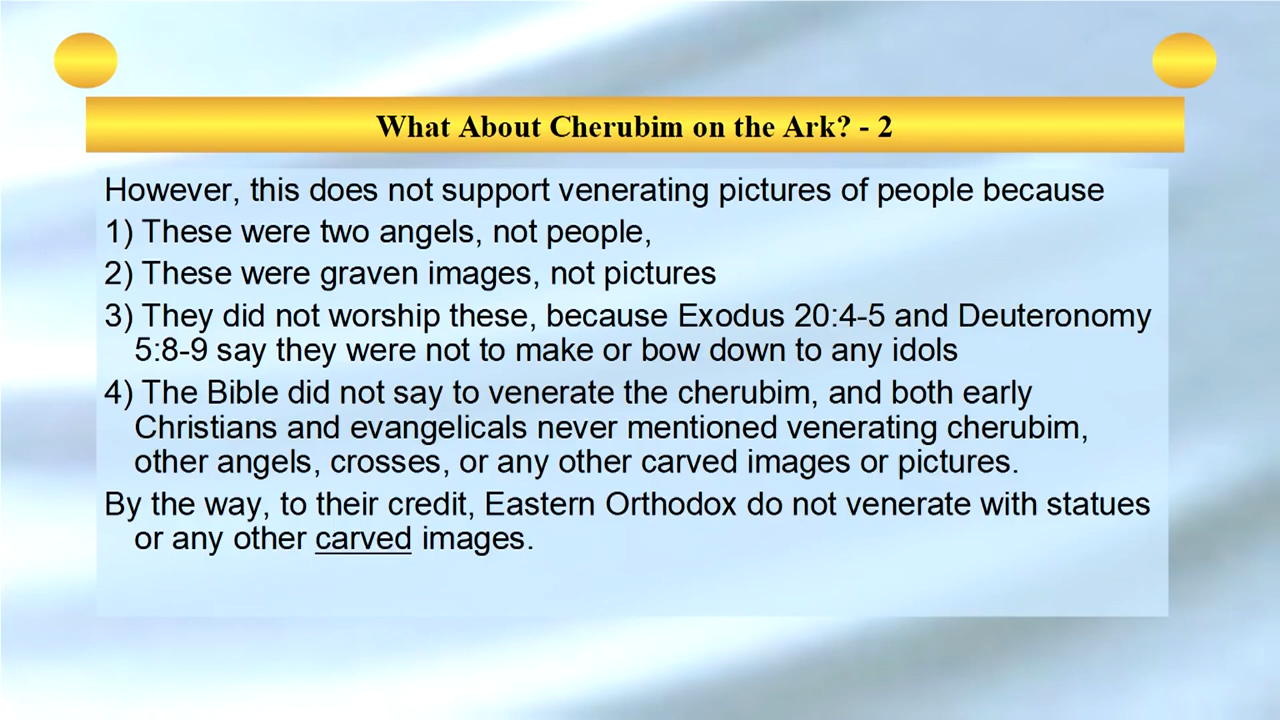 What About Cherubim on the Ark? - 2
However, this does not support venerating pictures of people because
1) These were two angels, not people,
2) These were graven images, not pictures
3) They did not worship these, because Exodus 20:4-5 and Deuteronomy
5:8-9 say they were not to make or bow down to any idols
4) The Bible did not say to venerate the cherubim, and both early
Christians and evangelicals never mentioned venerating cherubim,
other angels, crosses, or any other carved images or pictures.
By the way, to their credit, Eastern Orthodox do not venerate with statues
or any other carved images.